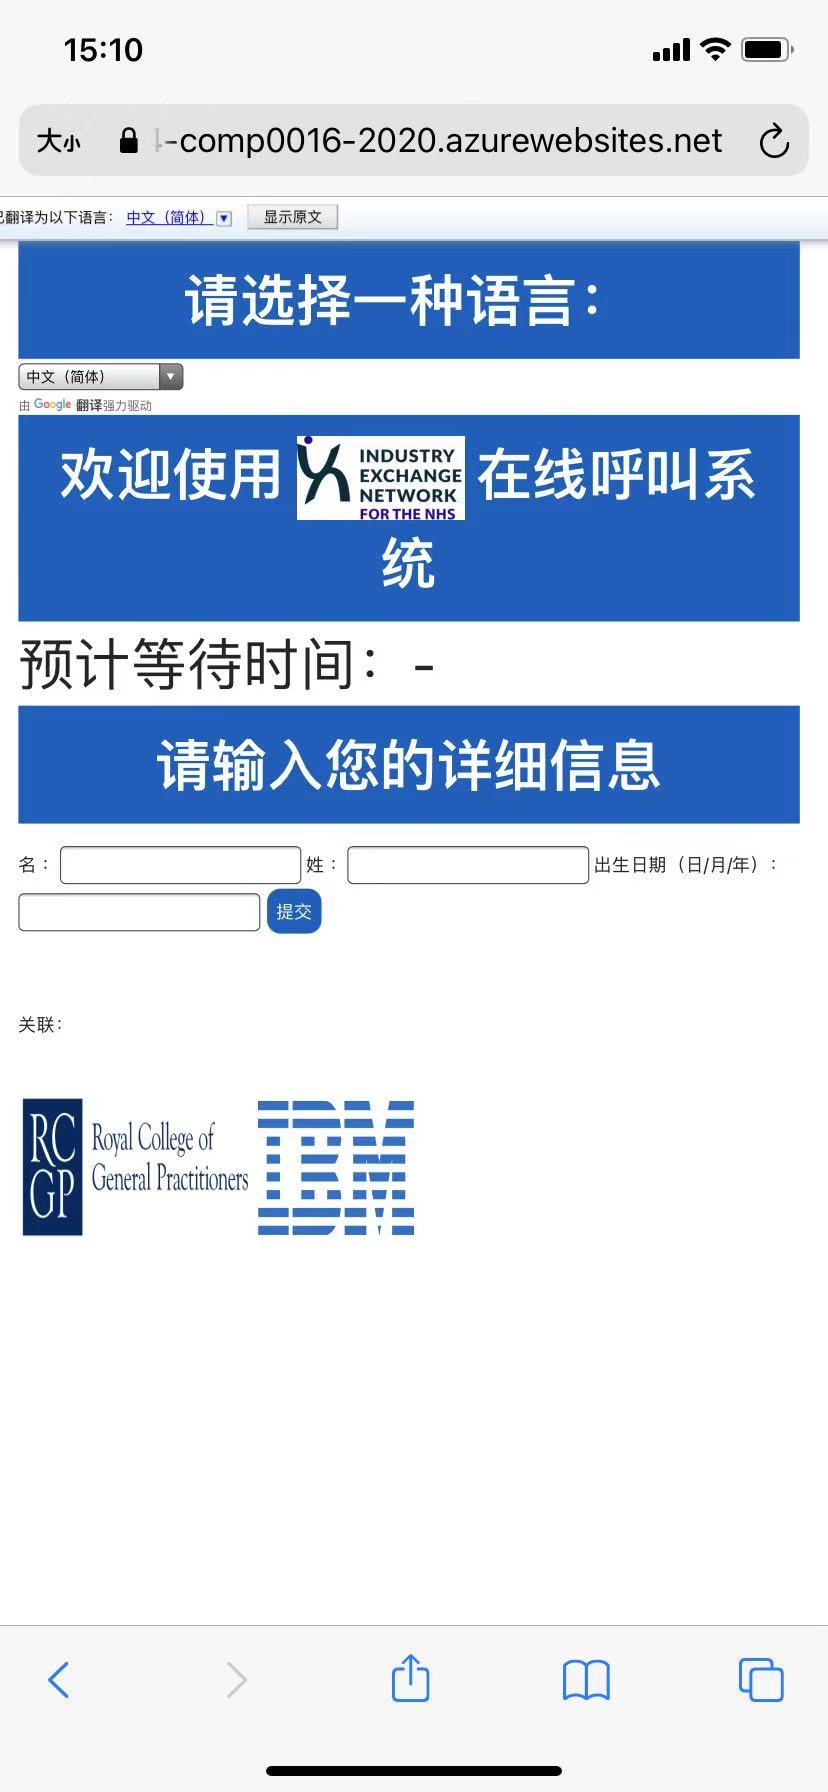 15:10
大小 -comp0016-2020.azurewebsites.net
翻译为以下语言： 中文（简体） 显示原文
请选择一种语言：
中文（简体）
由 Google 翻译强力驱动
欢迎使用 INDUSTRY EXCHANGE NETWORK FOR THE NHS 在线呼叫系
统
预计等待时间： -
请输入您的详细信息
名： 姓： 出生日期（日/月/年）：
提交
关联：
RC
GP
Royal College of
General Practitioners
IBM